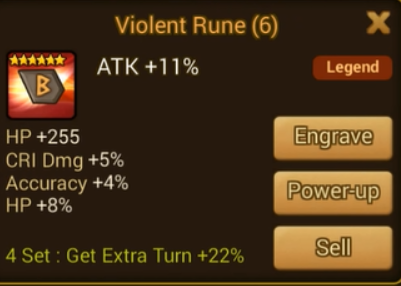 Violent Rune (6)
X
ATK +11%
Legend
HP +255
CRI Dmg +5%
Accuracy +4%
HP +8%
4 Set : Get Extra Turn +22%
Engrave
Power-up
Sell